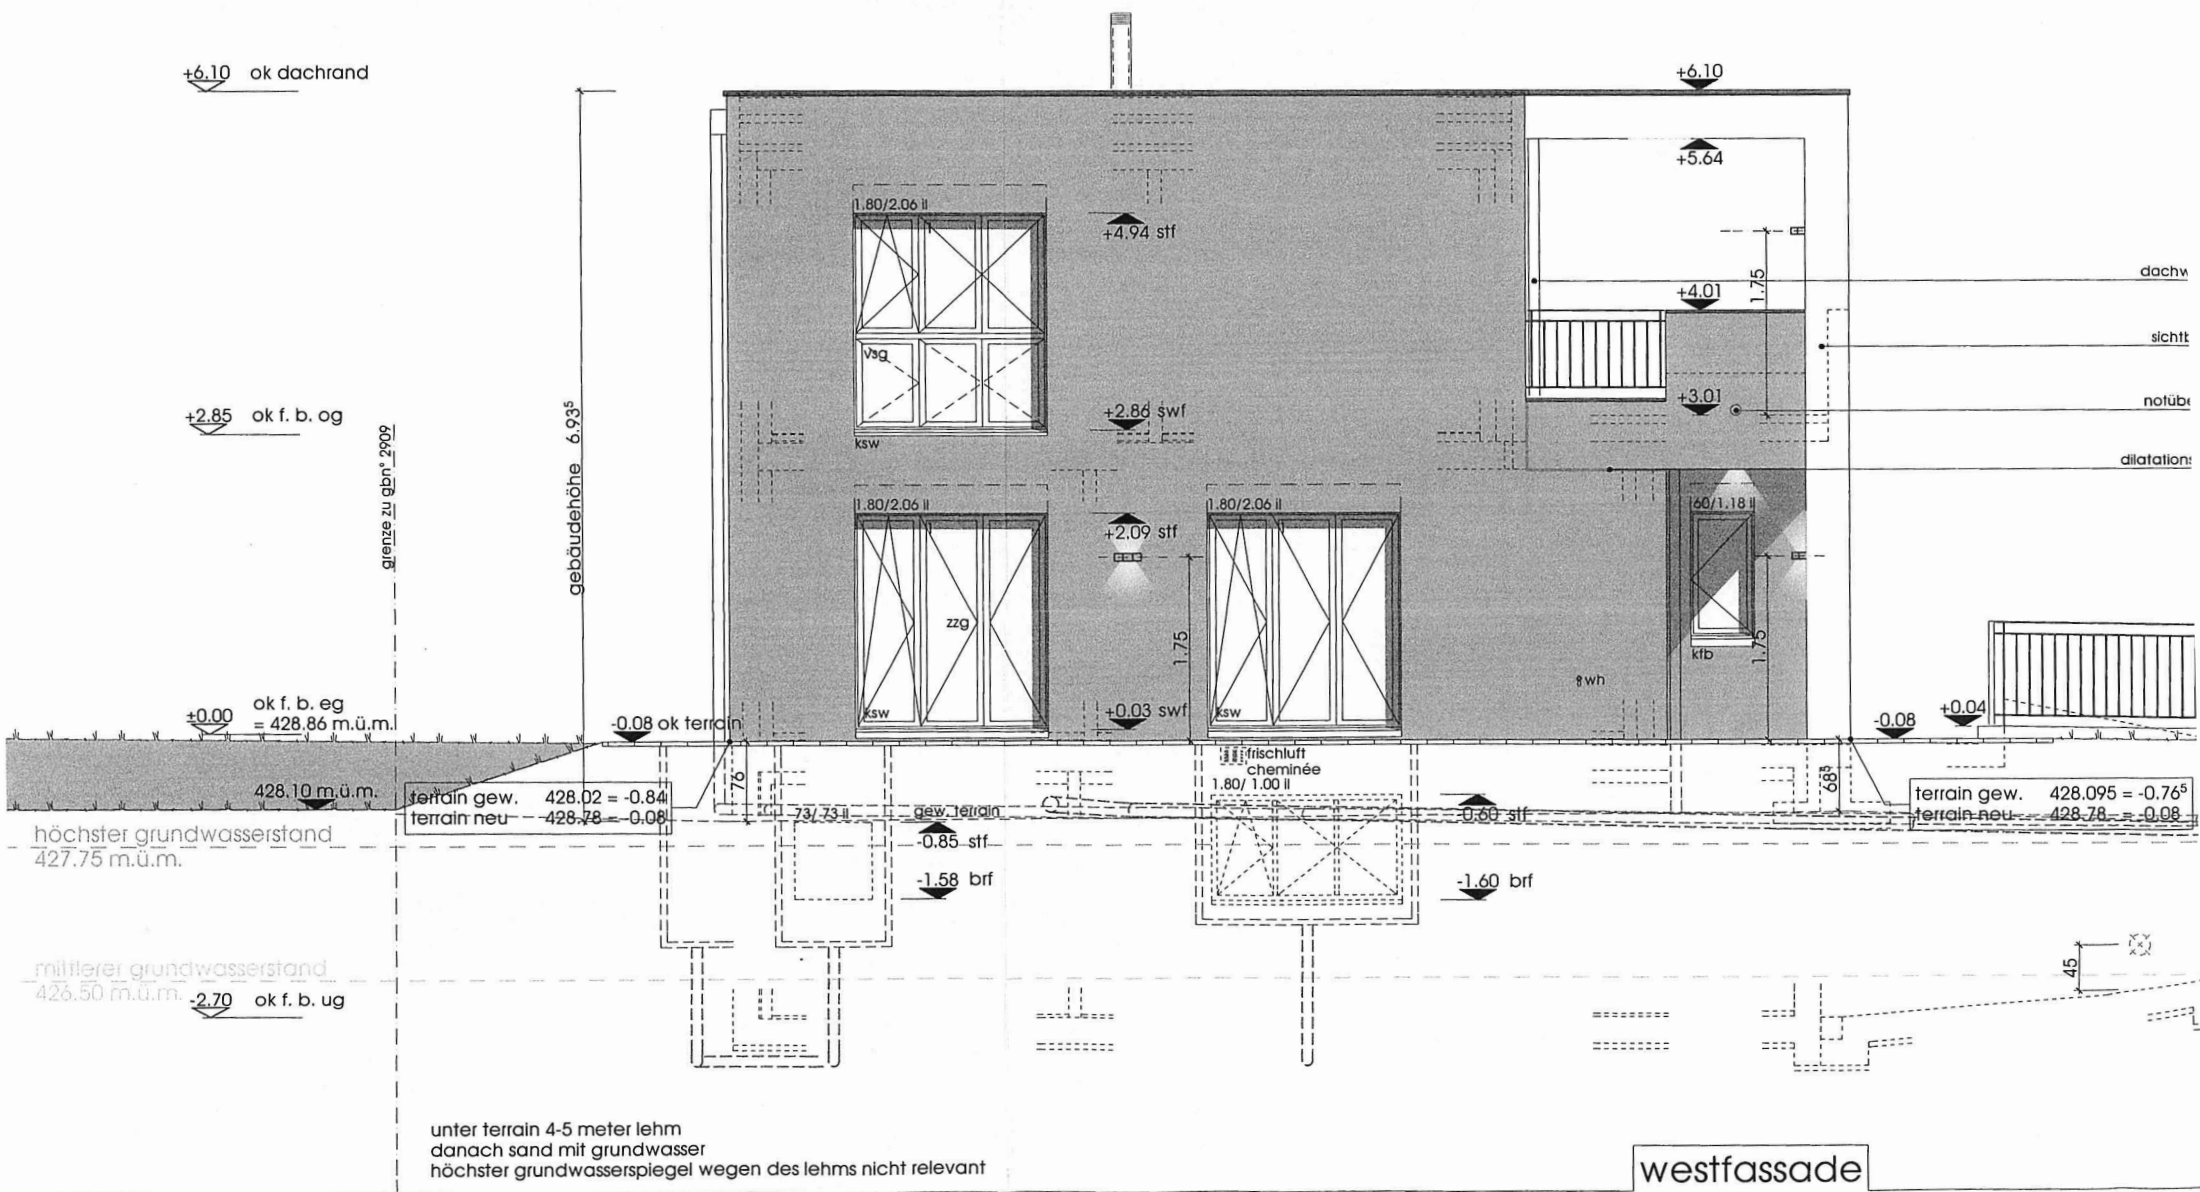 +6.10 ok dachrand
+6.10
+5.64
1.80/2.06 il
+4.94 stf
1.75
dachw
+4.01
sichtb
vsg
+2.85 ok f. b. og
+2.86 swf
+3.01
notübe
ksw
grenze zu gbn° 2909
gebäudehöhe 6.93⁵
dilatations
1.80/2.06 il
1.80/2.06 il
60/1.18 il
+2.09 stf
zzg
1.75
1.75
kfb
wh
±0.00 ok f. b. eg
= 428.86 m.ü.m.
-0.08 ok terrain
ksw
+0.03 swf
ksw
-0.08
+0.04
frischluft
cheminée
76
68⁵
428.10 m.ü.m.
1.80/ 1.00 il
terrain gew. 428.02 = -0.84
terrain neu 428.78 = -0.08
73/ 73 il
gew. terrain
-0.60 stf
terrain gew. 428.095 = -0.76⁵
terrain neu 428.78 = -0.08
höchster grundwasserstand
427.75 m.ü.m.
-0.85 stf
-1.58 brf
-1.60 brf
mittlerer grundwasserstand
426.50 m.ü.m.
-2.70 ok f. b. ug
45
unter terrain 4-5 meter lehm
danach sand mit grundwasser
höchster grundwasserspiegel wegen des lehms nicht relevant
westfassade